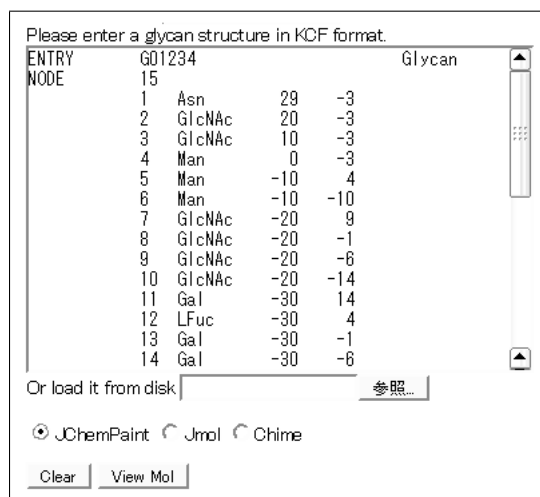 Please enter a glycan structure in KCF format.
ENTRY G01234 Glycan
NODE 15
1 Asn 29 -3
2 GlcNAc 20 -3
3 GlcNAc 10 -3
4 Man 0 -3
5 Man -10 4
6 Man -10 -10
7 GlcNAc -20 9
8 GlcNAc -20 -1
9 GlcNAc -20 -6
10 GlcNAc -20 -14
11 Gal -30 14
12 LFuc -30 4
13 Gal -30 -1
14 Gal -30 -6
Or load it from disk 参照...
JChemPaint Jmol Chime
Clear View Mol